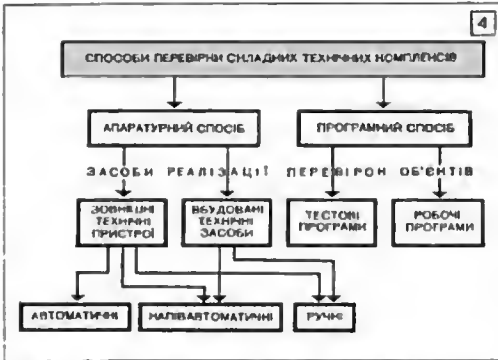 4
СПОСОБИ ПЕРЕВІРКИ СКЛАДНИХ ТЕХНІЧНИХ КОМПЛЕКСІВ
АПАРАТУРНИЙ СПОСІБ
ПРОГРАМНИЙ СПОСІБ
ЗАСОБИ РЕАЛІЗАЦІЇ ПЕРЕВІРОК ОБ'ЄКТІВ
ЗОВНІШНІ
ТЕХНІЧНІ
ПРИСТРОЇ
ВБУДОВАНІ
ТЕХНІЧНІ
ЗАСОБИ
ТЕСТОВІ
ПРОГРАМИ
РОБОЧІ
ПРОГРАМИ
АВТОМАТИЧНІ
НАПІВАВТОМАТИЧНІ
РУЧНІ